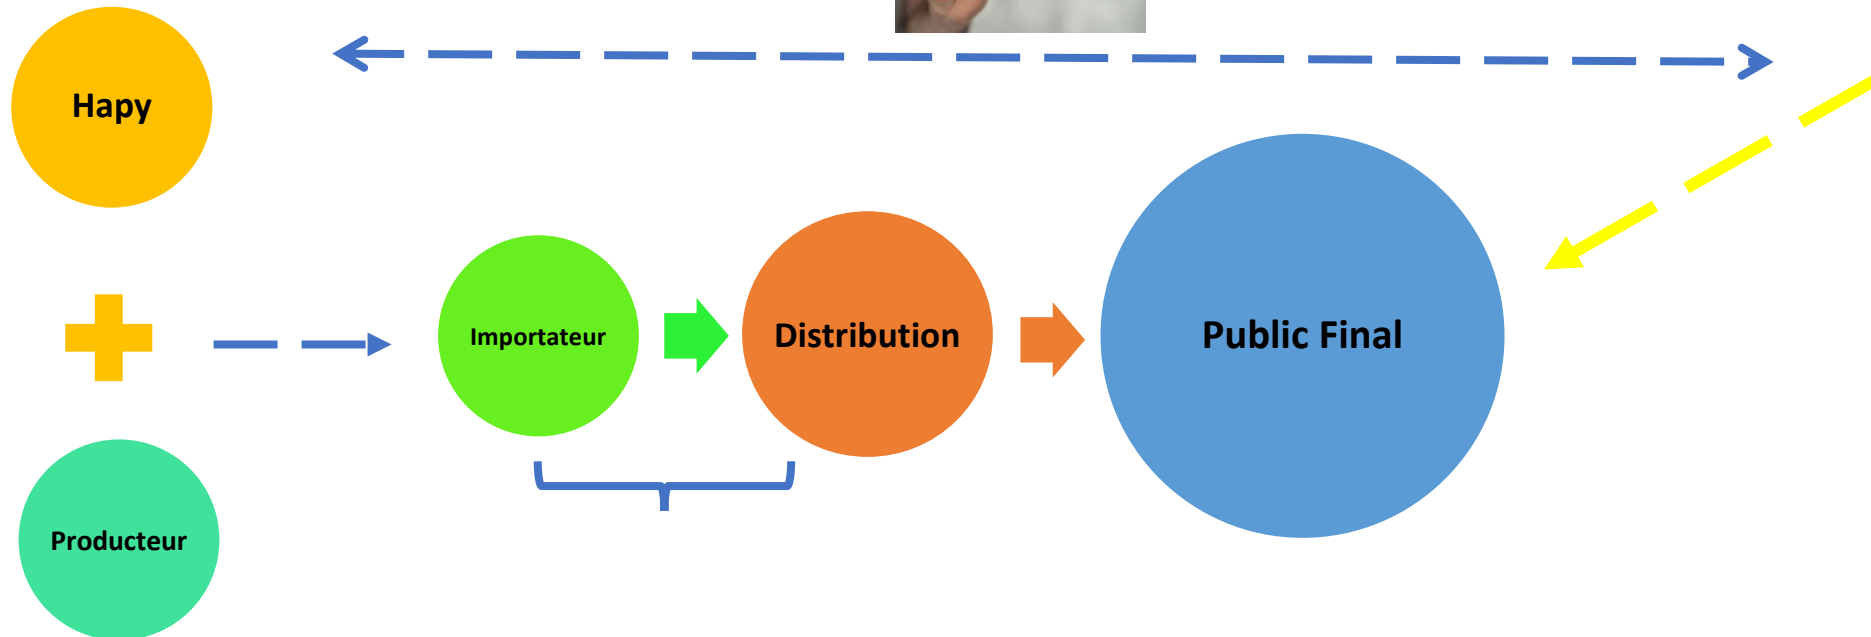 Hapy
Importateur
Distribution
Public Final
Producteur